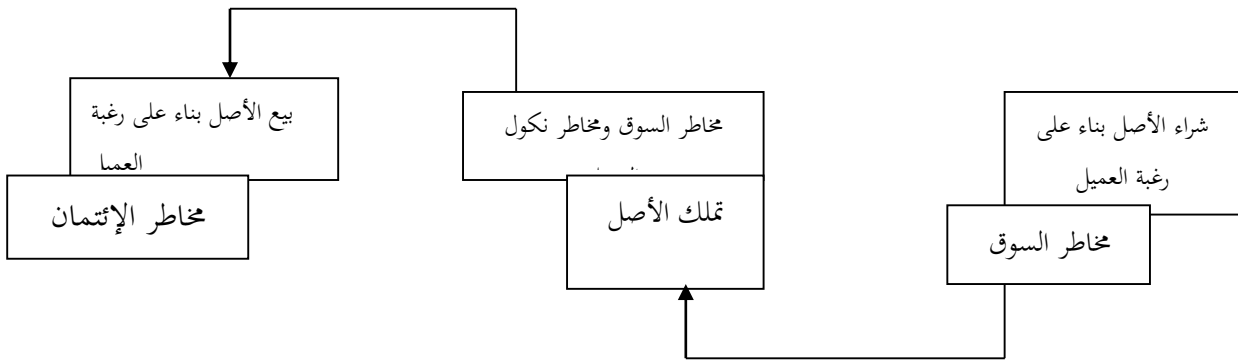 شراء الأصل بناء على
رغبة العميل
مخاطر السوق
مخاطر السوق ومخاطر نكول
تملك الأصل
بيع الأصل بناء على رغبة
مخاطر الإئتمان